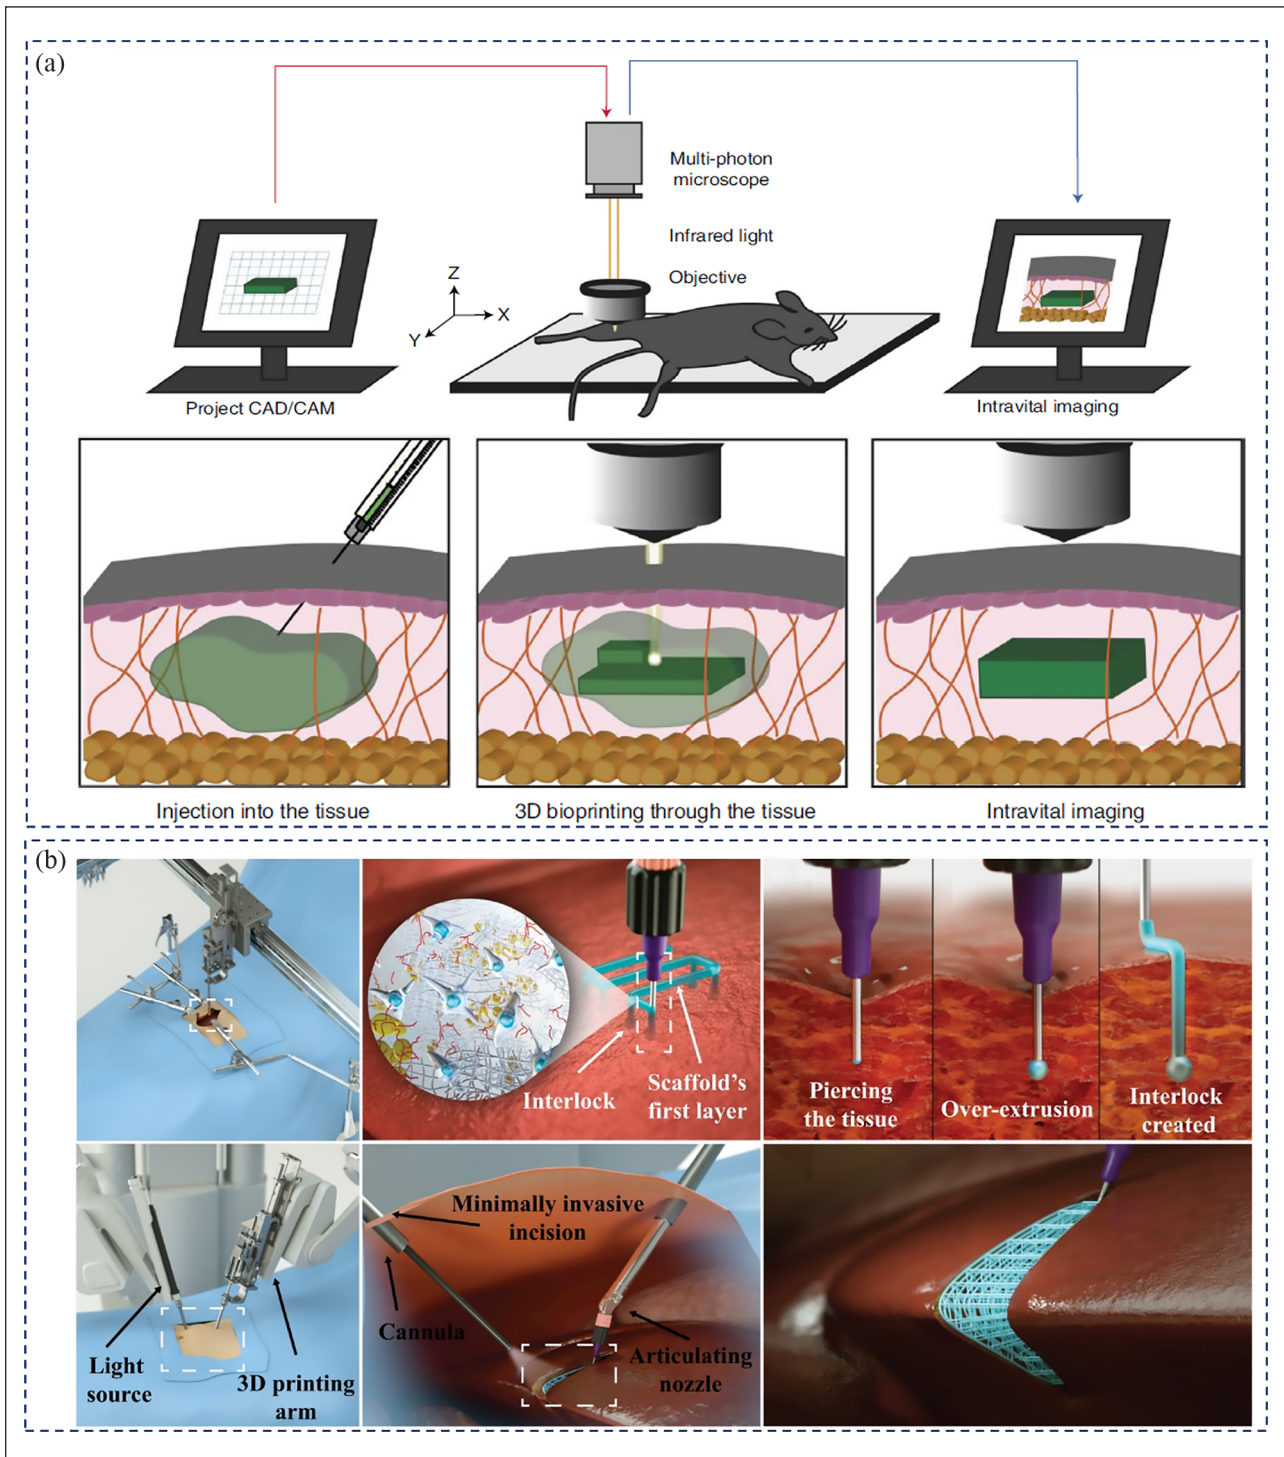 (a)
Multi-photon
microscope
Infrared light
Objective
Z
X
Y
Project CAD/CAM
Intravital imaging
Injection into the tissue
3D bioprinting through the tissue
Intravital imaging
(b)
Interlock
Scaffold's
first layer
Piercing
the tissue
Over-extrusion
Interlock
created
Light
source
3D printing
arm
Minimally invasive
incision
Cannula
Articulating
nozzle